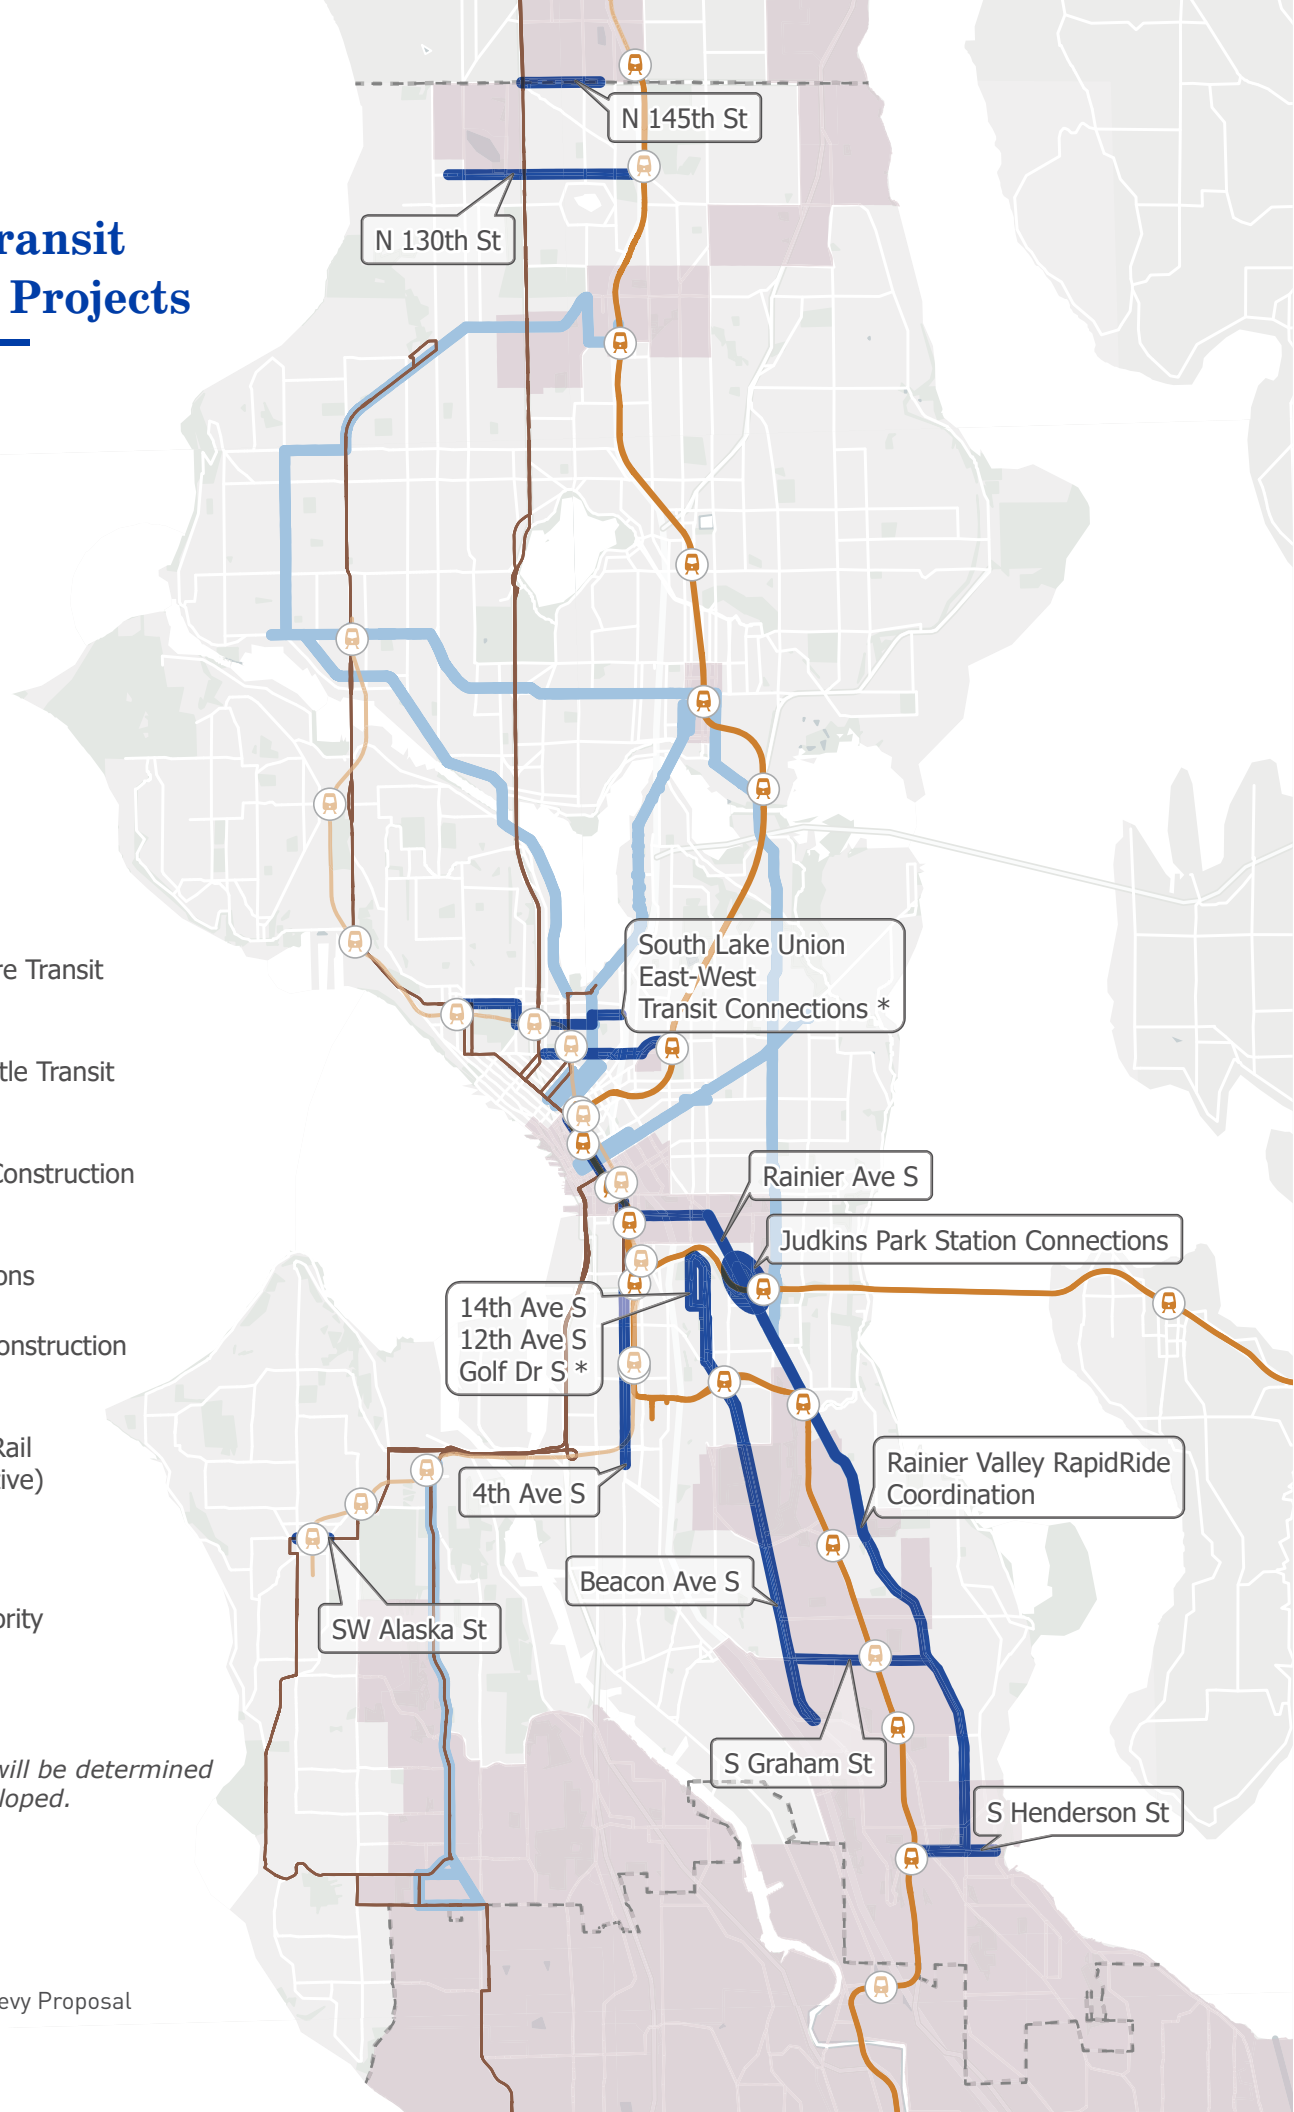 N 145th St
N 130th St
ransit
Projects
South Lake Union
East-West
Transit Connections *
re Transit
tle Transit
Construction
Rainier Ave S
Judkins Park Station Connections
ons
14th Ave S
12th Ave S
Golf Dr S *
onstruction
Rail
ive)
Rainier Valley RapidRide
Coordination
4th Ave S
Beacon Ave S
ority
SW Alaska St
S Graham St
will be determined
loped.
S Henderson St
evy Proposal